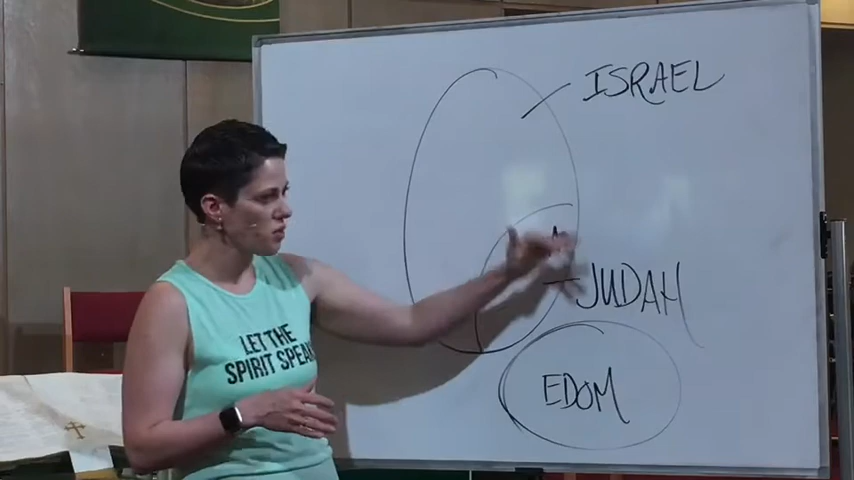 ISRAEL
JUDAH
EDOM
LET THE
SPIRIT SPEAK